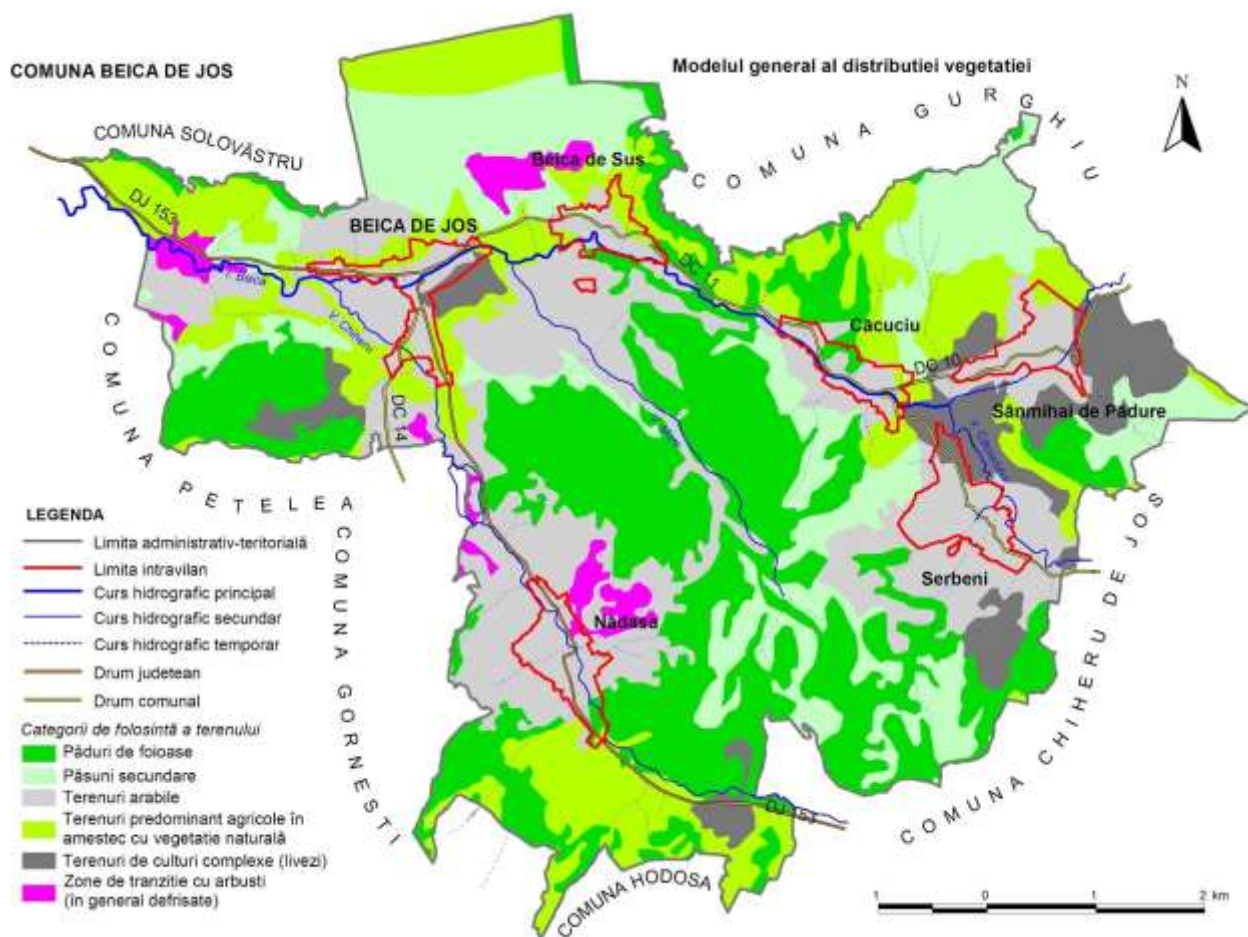 COMUNA BEICA DE JOS
Modelul general al distributiei vegetatiei
N
COMUNA SOLOVĂSTRU
COMUNA GURGHIU
DJ 153
Beica de Sus
BEICA DE JOS
Beica
V. Chiheru
DC 11
Căcuciu
DC 10
Sânmihai de Pădure
DC 14
COMUNA PETELEA
COMUNA GORNESTI
Serbeni
Nădasa
COMUNA CHIHERU DE JOS
DJ 153
COMUNA HODOSA
LEGENDA
Limita administrativ-teritorială
Limita intravilan
Curs hidrografic principal
Curs hidrografic secundar
Curs hidrografic temporar
Drum judetean
Drum comunal
Categorii de folosintă a terenului
Păduri de foioase
Păsuni secundare
Terenuri arabile
Terenuri predominant agricole în
amestec cu vegetatie naturală
Terenuri de culturi complexe (livezi)
Zone de tranzitie cu arbusti
(în general defrisate)
1 0 1 2 km